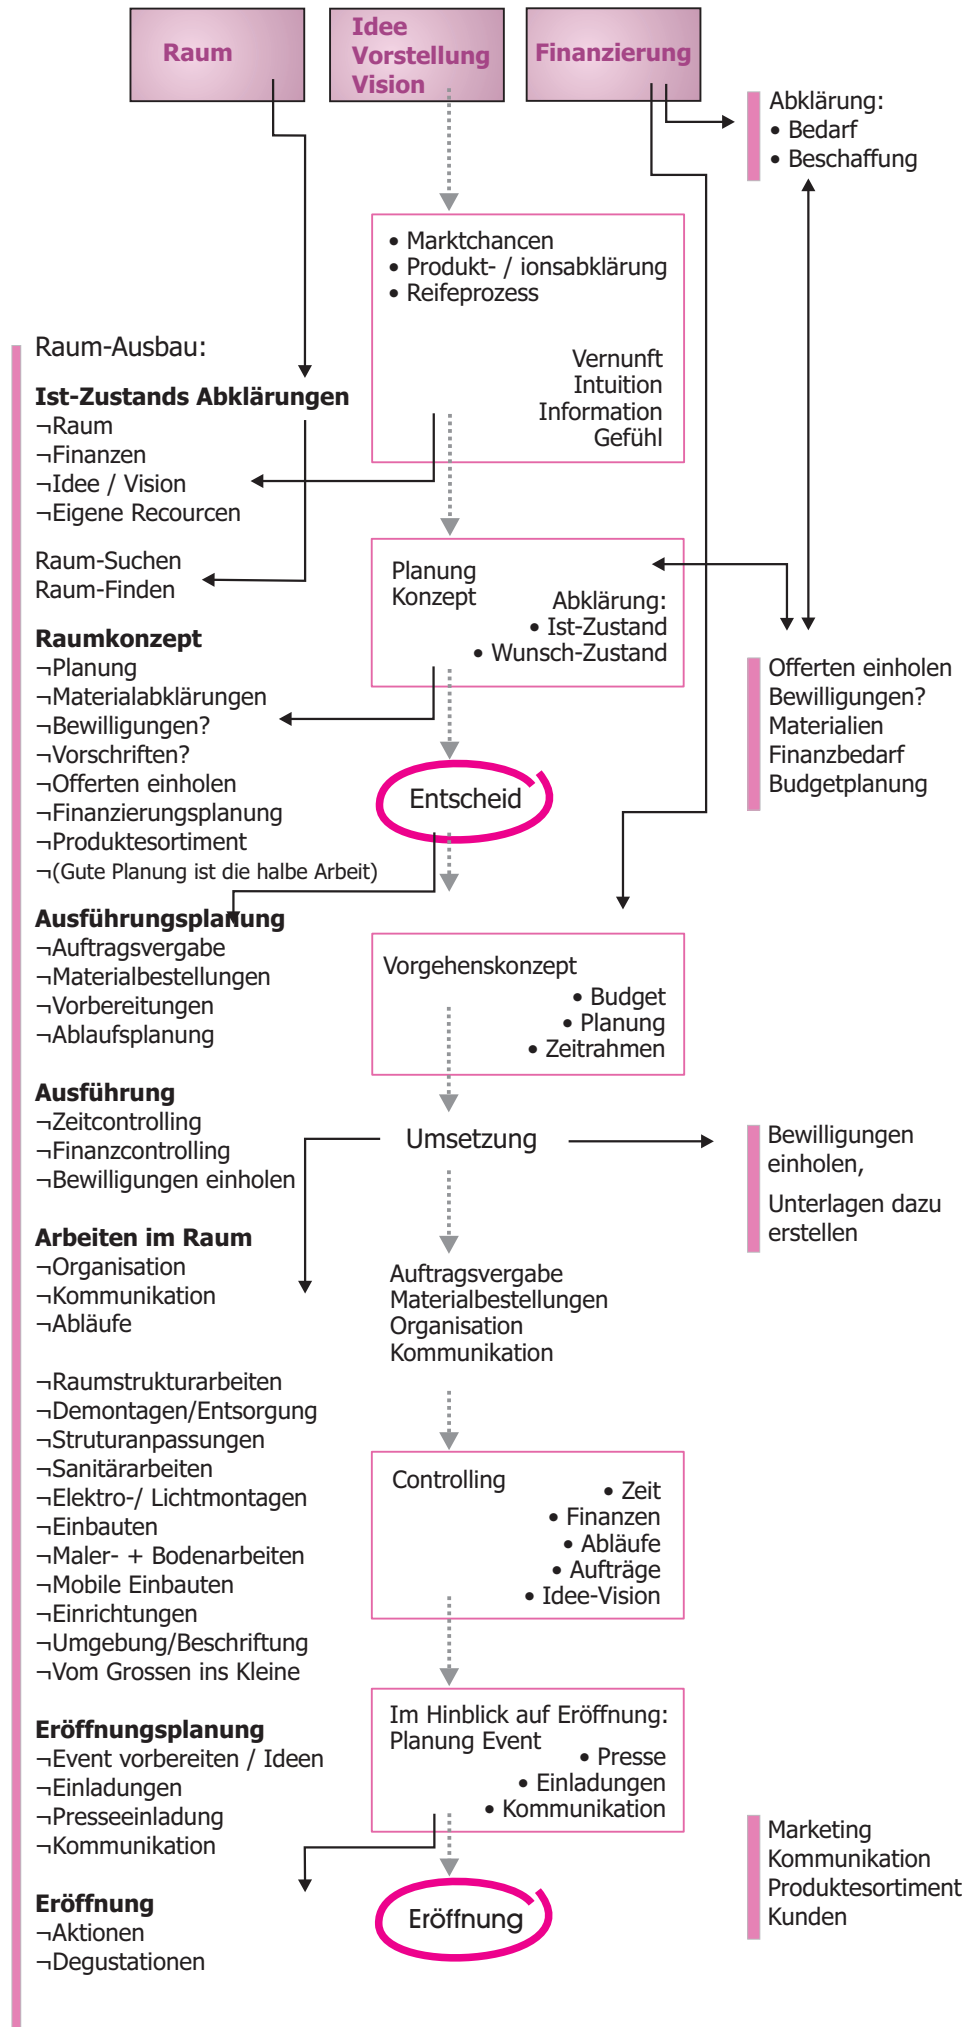 Raum
Idee
Vorstellung
Vision
Finanzierung
Abklärung:
• Bedarf
• Beschaffung
• Marktchancen
• Produkt- / ionsabklärung
• Reifeprozess
Vernunft
Intuition
Information
Gefühl
Raum-Ausbau:
Ist-Zustands Abklärungen
¬Raum
¬Finanzen
¬Idee / Vision
¬Eigene Recourcen
Raum-Suchen
Raum-Finden
Planung
Konzept
Abklärung:
• Ist-Zustand
• Wunsch-Zustand
Raumkonzept
¬Planung
¬Materialabklärungen
¬Bewilligungen?
¬Vorschriften?
¬Offerten einholen
¬Finanzierungsplanung
¬Produktesortiment
¬(Gute Planung ist die halbe Arbeit)
Offerten einholen
Bewilligungen?
Materialien
Finanzbedarf
Budgetplanung
Entscheid
Ausführungsplanung
¬Auftragsvergabe
¬Materialbestellungen
¬Vorbereitungen
¬Ablaufsplanung
Vorgehenskonzept
• Budget
• Planung
• Zeitrahmen
Ausführung
¬Zeitcontrolling
¬Finanzcontrolling
¬Bewilligungen einholen
Umsetzung
Bewilligungen
einholen,
Unterlagen dazu
erstellen
Arbeiten im Raum
¬Organisation
¬Kommunikation
¬Abläufe
Auftragsvergabe
Materialbestellungen
Organisation
Kommunikation
¬Raumstrukturarbeiten
¬Demontagen/Entsorgung
¬Struturanpassungen
¬Sanitärarbeiten
¬Elektro-/ Lichtmontagen
¬Einbauten
¬Maler- + Bodenarbeiten
¬Mobile Einbauten
¬Einrichtungen
¬Umgebung/Beschriftung
¬Vom Grossen ins Kleine
Controlling
• Zeit
• Finanzen
• Abläufe
• Aufträge
• Idee-Vision
Eröffnungsplanung
¬Event vorbereiten / Ideen
¬Einladungen
¬Presseeinladung
¬Kommunikation
Im Hinblick auf Eröffnung:
Planung Event
• Presse
• Einladungen
• Kommunikation
Marketing
Kommunikation
Produktesortiment
Kunden
Eröffnung
¬Aktionen
¬Degustationen
Eröffnung